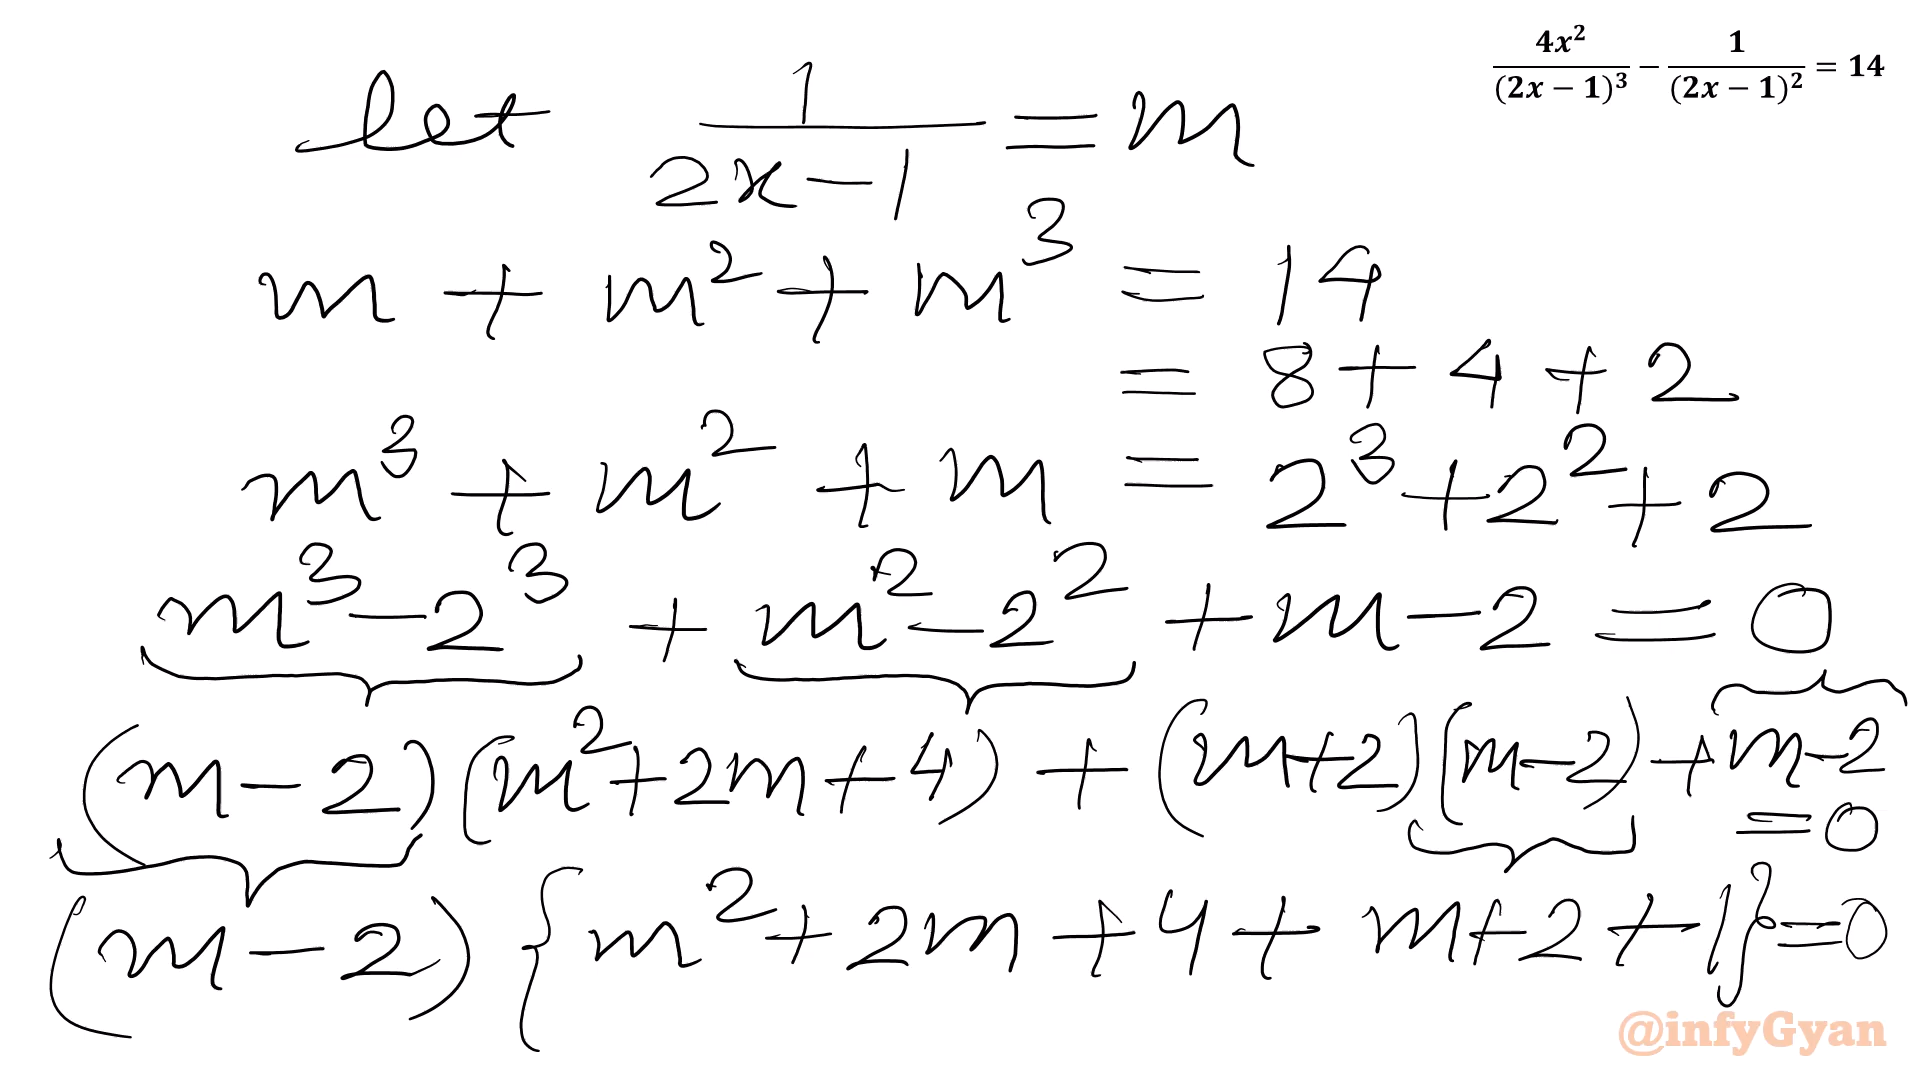 4x²/(2x − 1)³ − 1/(2x − 1)² = 14
let 1/(2x−1) = m
m + m² + m³ = 14
= 8 + 4 + 2
m³ + m² + m = 2³ + 2² + 2
m³ − 2³ + m² − 2² + m − 2 = 0
(m − 2)(m² + 2m + 4) + (m+2)(m−2) + m−2
= 0
(m − 2) { m² + 2m + 4 + m+2 + 1} = 0
@infyGyan